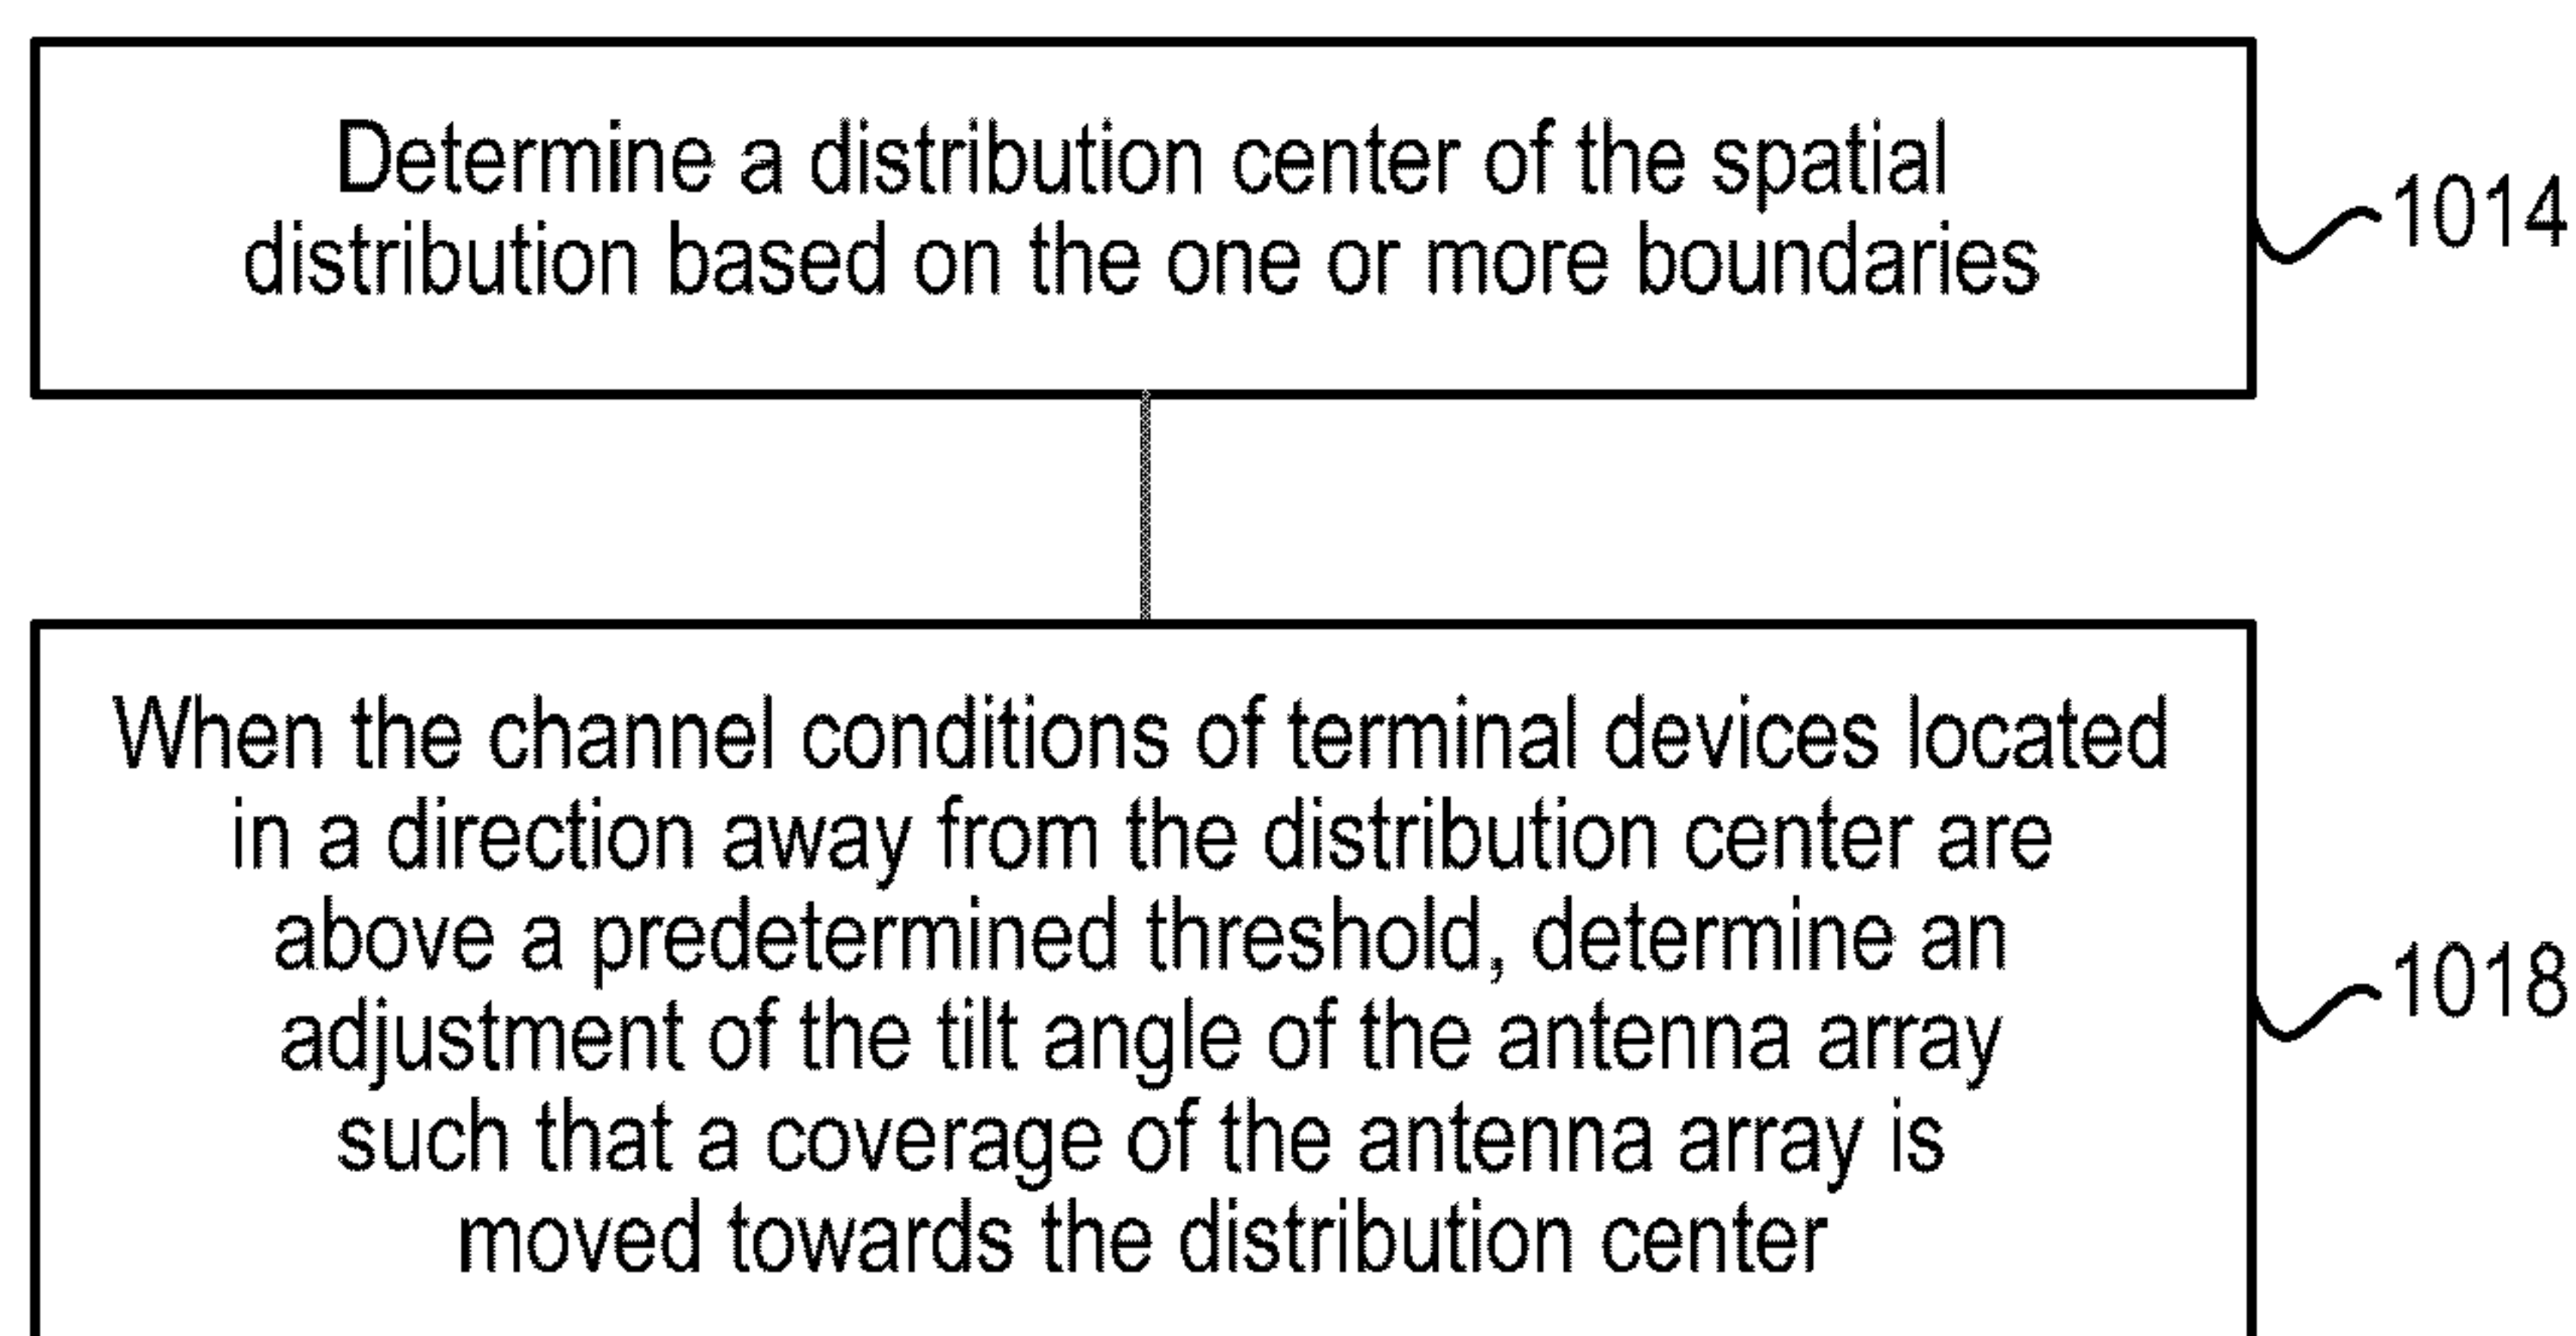 Determine a distribution center of the spatial
distribution based on the one or more boundaries
1014
When the channel conditions of terminal devices located
in a direction away from the distribution center are
above a predetermined threshold, determine an
adjustment of the tilt angle of the antenna array
such that a coverage of the antenna array is
moved towards the distribution center
1018